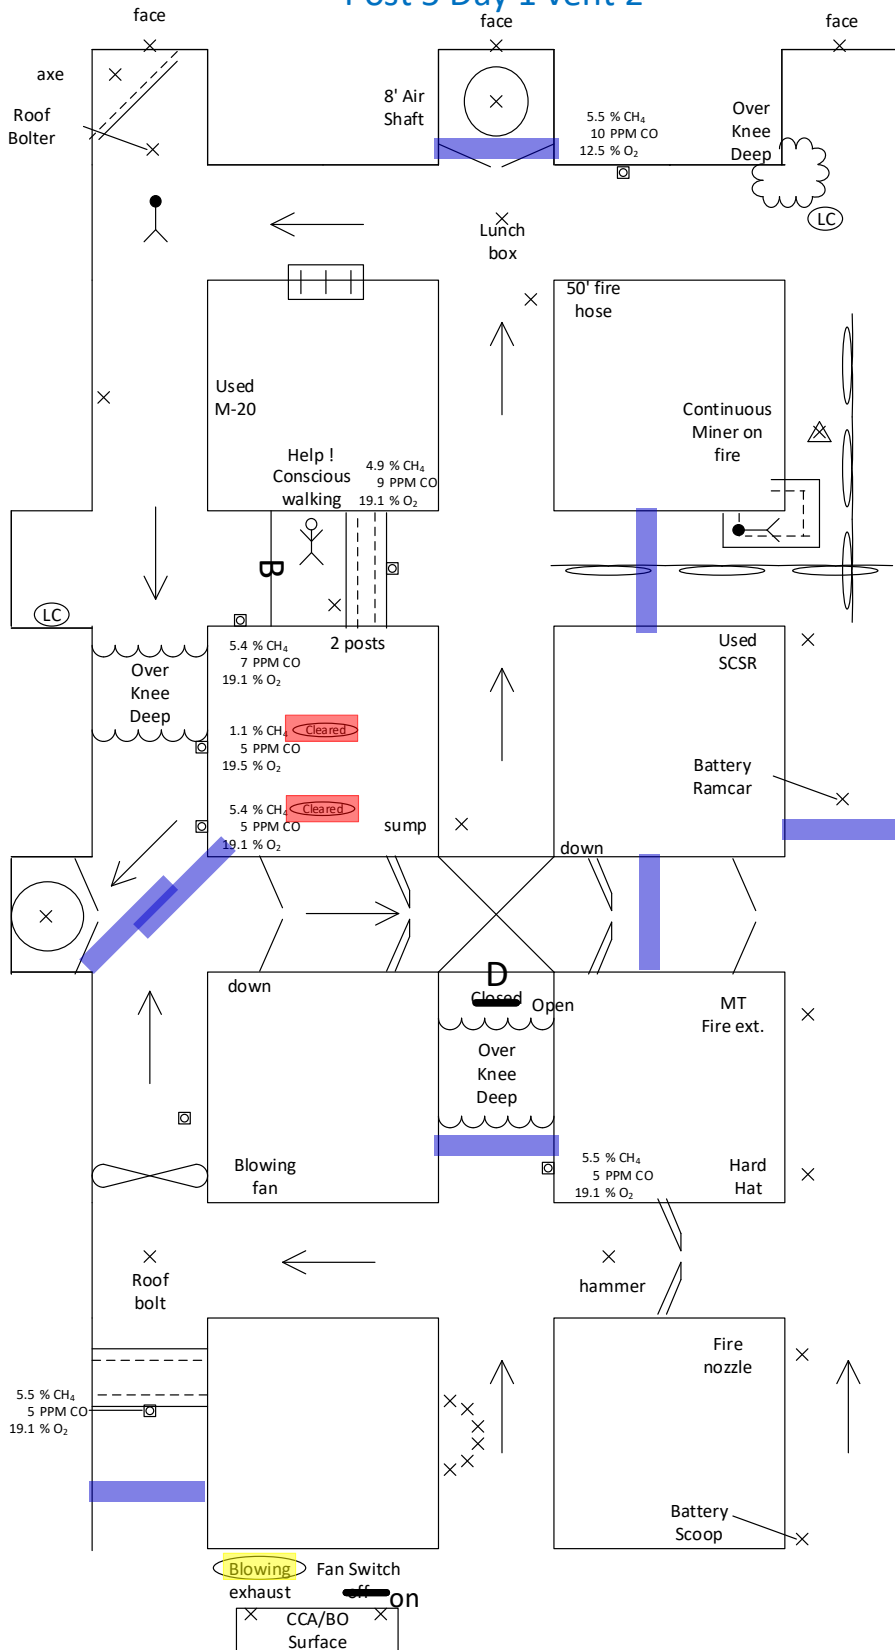 Post 5 Day 1 Vent 2
face
face
face
axe
Roof
Bolter
8' Air
Shaft
5.5 % CH₄
10 PPM CO
12.5 % O₂
Over
Knee
Deep
LC
Lunch
box
50' fire
hose
Used
M-20
Continuous
Miner on
fire
Help !
Conscious
walking
4.9 % CH₄
9 PPM CO
19.1 % O₂
B
LC
2 posts
5.4 % CH₄
7 PPM CO
19.1 % O₂
Used
SCSR
Over
Knee
Deep
1.1 % CH₄ Cleared
5 PPM CO
19.5 % O₂
Battery
Ramcar
5.4 % CH₄ Cleared
5 PPM CO
19.1 % O₂
sump
down
down
D
Closed Open
MT
Fire ext.
Over
Knee
Deep
Blowing
fan
5.5 % CH₄
5 PPM CO
19.1 % O₂
Hard
Hat
Roof
bolt
hammer
Fire
nozzle
5.5 % CH₄
5 PPM CO
19.1 % O₂
Battery
Scoop
Blowing
exhaust
Fan Switch
off on
CCA/BO
Surface